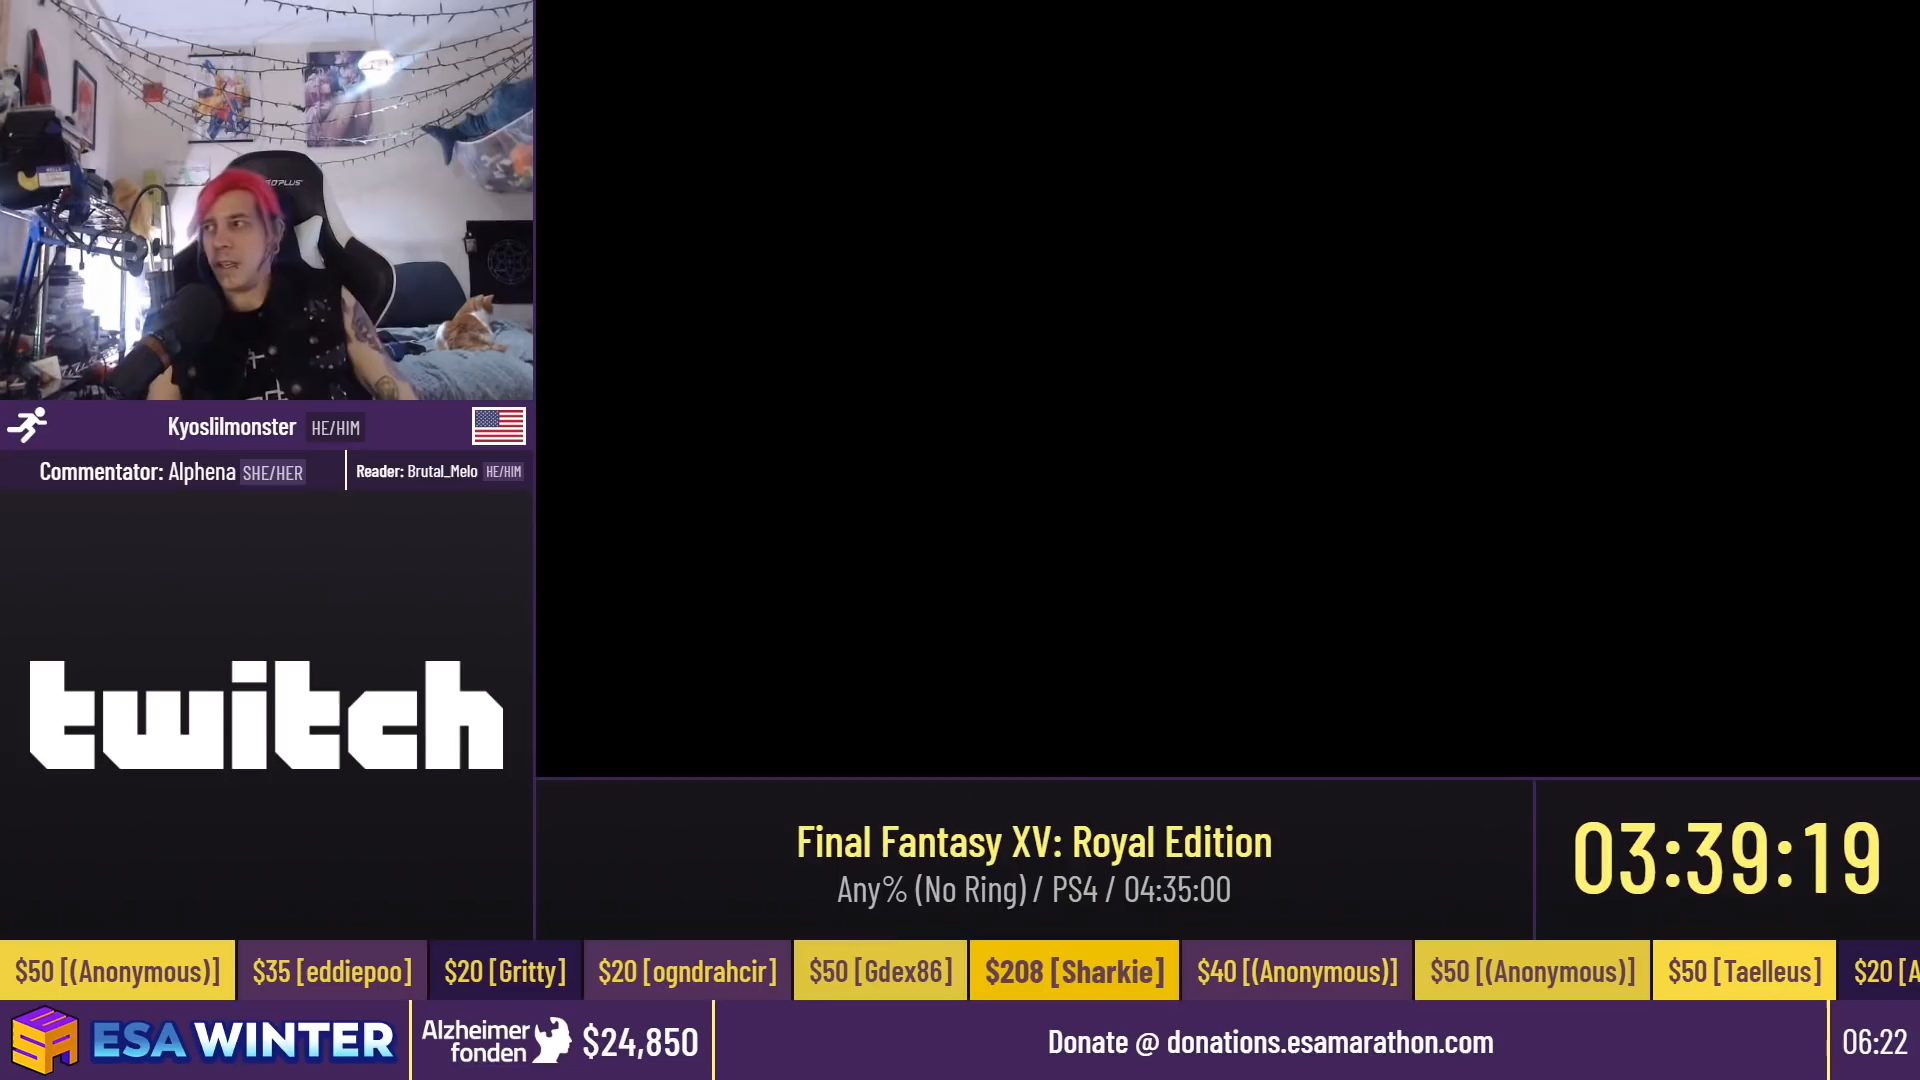 Kyoslilmonster HE/HIM
Commentator: Alphena SHE/HER
Reader: Brutal_Melo HE/HIM
twitch
Final Fantasy XV: Royal Edition
Any% (No Ring) / PS4 / 04:35:00
03:39:19
$50 [(Anonymous)] $35 [eddiepoo] $20 [Gritty] $20 [ogndrahcir] $50 [Gdex86] $208 [Sharkie] $40 [(Anonymous)] $50 [(Anonymous)] $50 [Taelleus] $20 [A
ESA WINTER
Alzheimer
fonden
$24,850
Donate @ donations.esamarathon.com
06:22